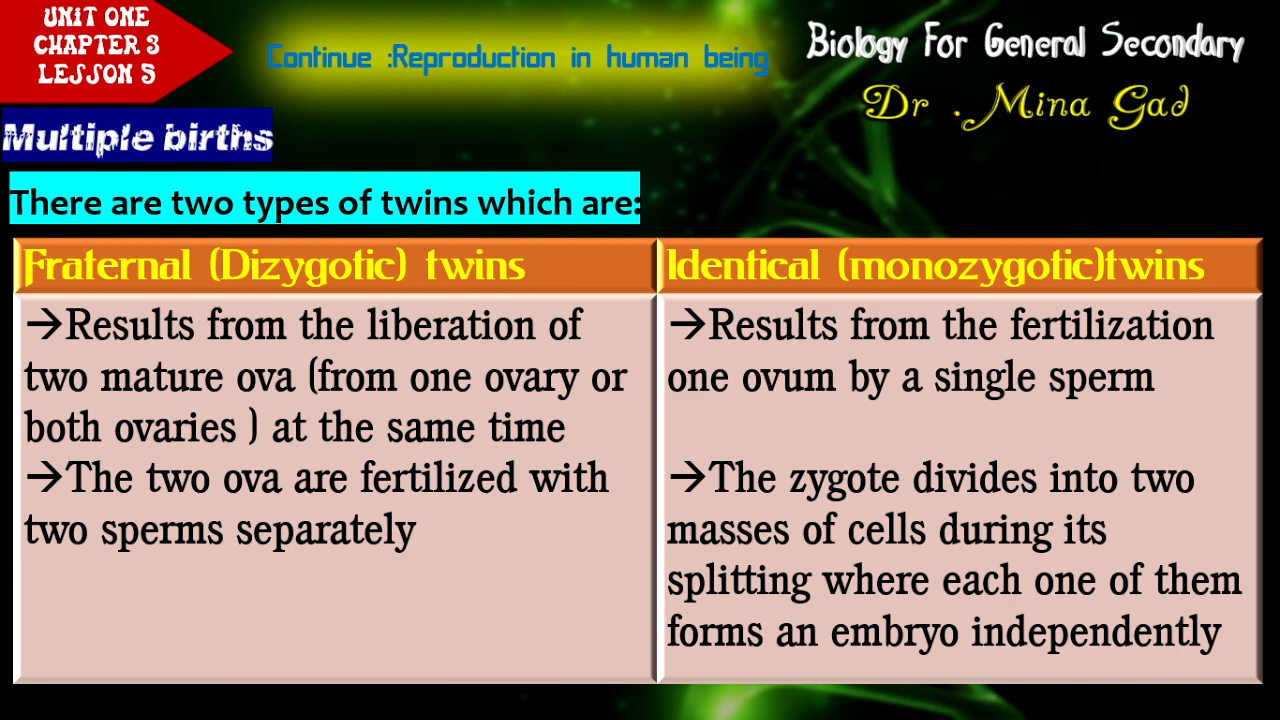 UNIT ONE
CHAPTER 3
LESSON 5
Continue :Reproduction in human being
Biology For General Secondary
Dr .Mina Gad
Multiple births
There are two types of twins which are:
Fraternal (Dizygotic) twins
→Results from the liberation of
two mature ova (from one ovary or
both ovaries ) at the same time
→The two ova are fertilized with
two sperms separately
Identical (monozygotic)twins
→Results from the fertilization
one ovum by a single sperm
→The zygote divides into two
masses of cells during its
splitting where each one of them
forms an embryo independently